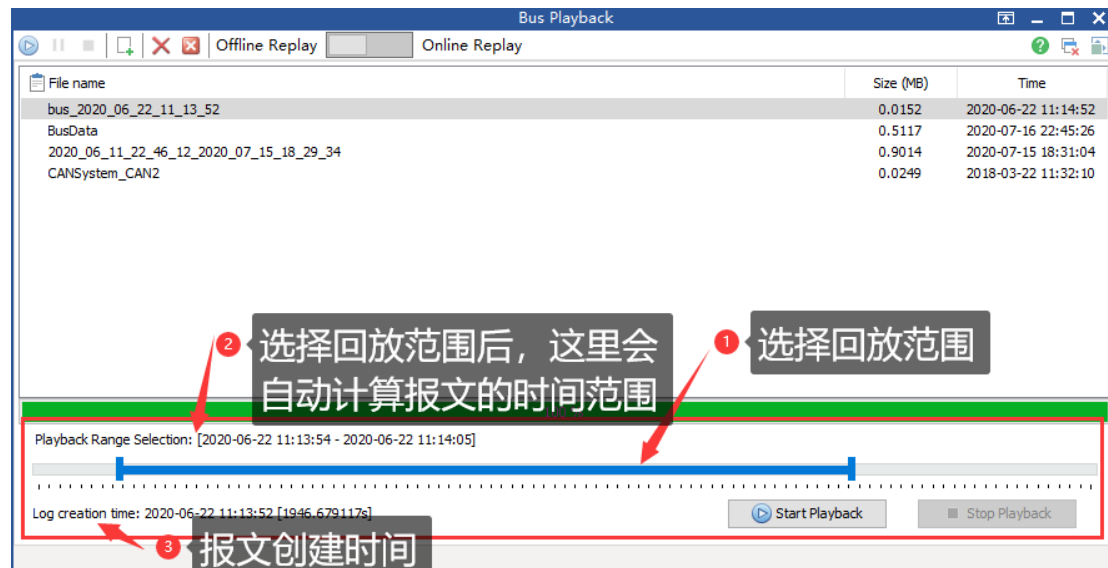 Bus Playback
Offline Replay Online Replay
File name Size (MB) Time
bus_2020_06_22_11_13_52 0.0152 2020-06-22 11:14:52
BusData 0.5117 2020-07-16 22:45:26
2020_06_11_22_46_12_2020_07_15_18_29_34 0.9014 2020-07-15 18:31:04
CANSystem_CAN2 0.0249 2018-03-22 11:32:10
1 选择回放范围
2 选择回放范围后，这里会
自动计算报文的时间范围
Playback Range Selection: [2020-06-22 11:13:54 - 2020-06-22 11:14:05]
Log creation time: 2020-06-22 11:13:52 [1946.679117s]
Start Playback Stop Playback
3 报文创建时间